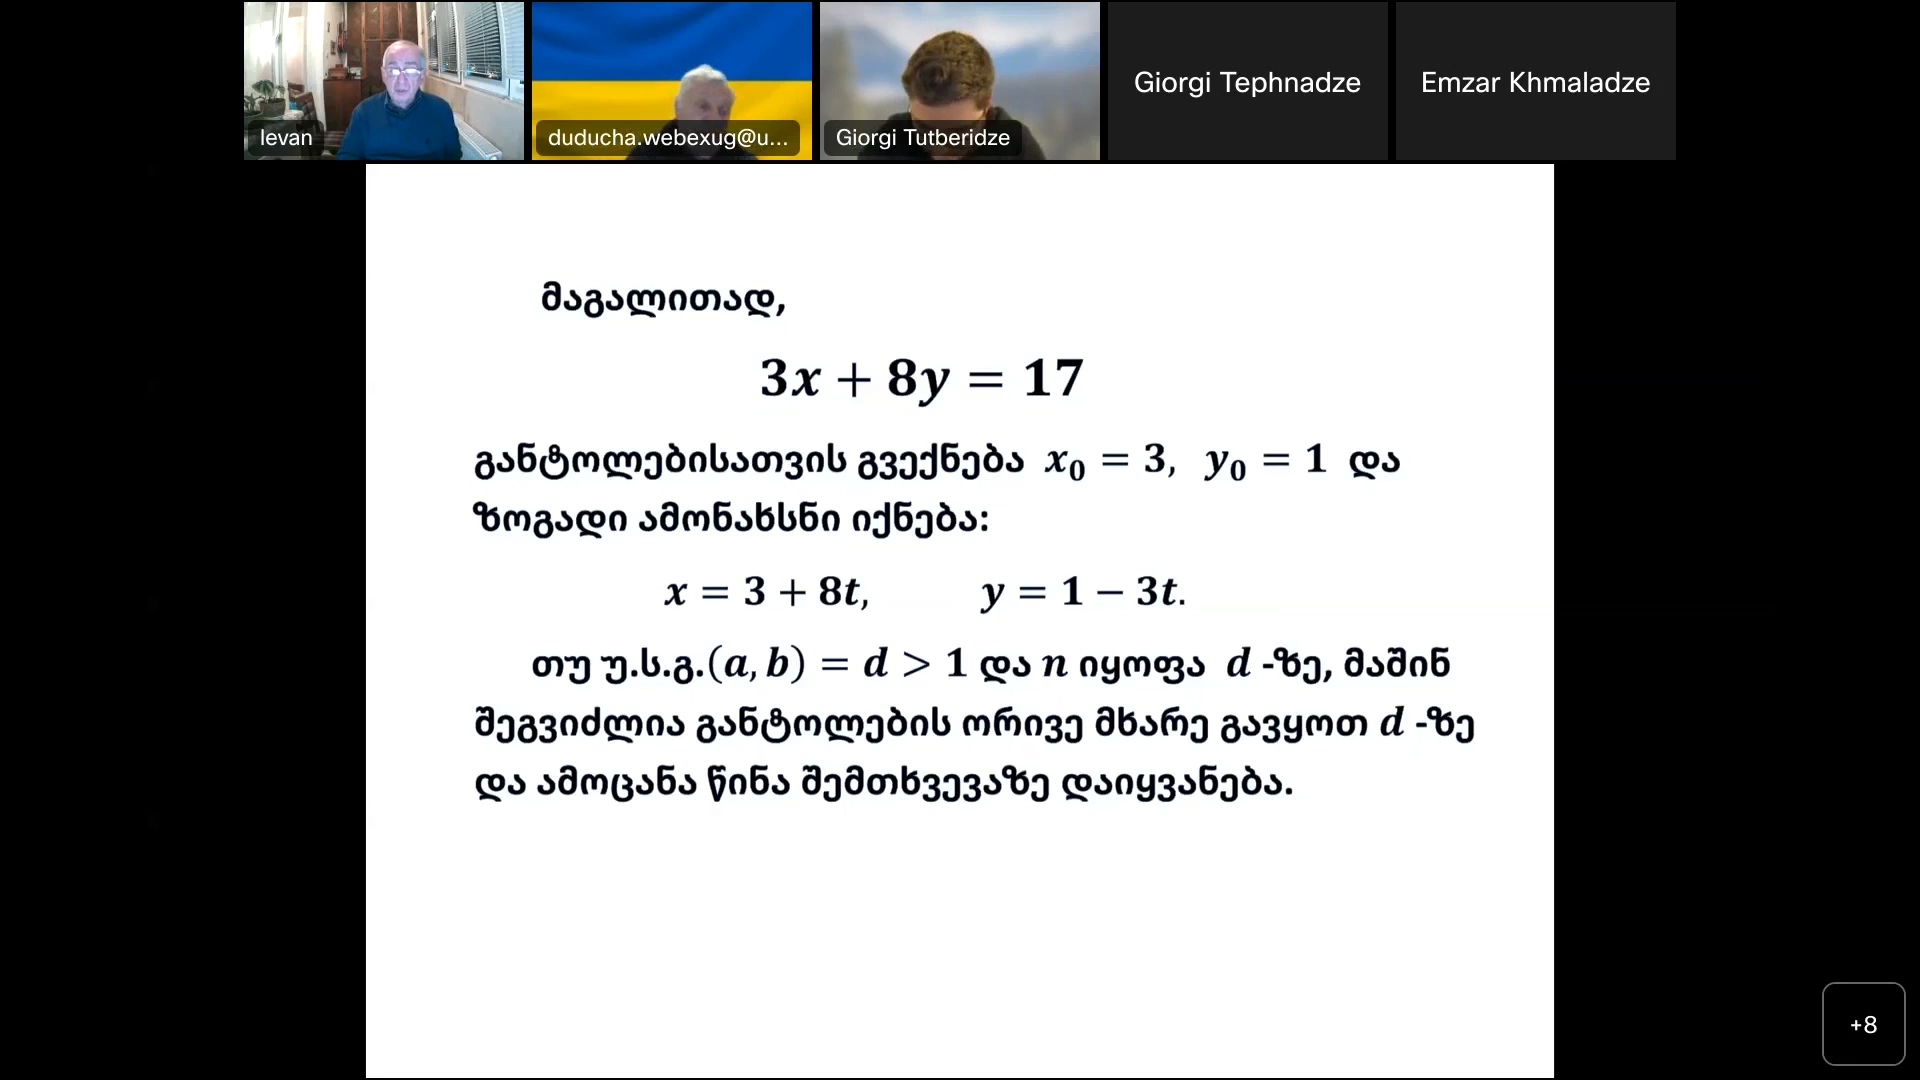 levan
duducha.webexug@u...
Giorgi Tutberidze
Giorgi Tephnadze
Emzar Khmaladze
მაგალითად,
3x + 8y = 17
განტოლებისათვის გვექნება x₀ = 3, y₀ = 1 და
ზოგადი ამონახსნი იქნება:
x = 3 + 8t, y = 1 − 3t.
თუ უ.ს.გ.(a, b) = d > 1 და n იყოფა d -ზე, მაშინ
შეგვიძლია განტოლების ორივე მხარე გავყოთ d -ზე
და ამოცანა წინა შემთხვევაზე დაიყვანება.
+8